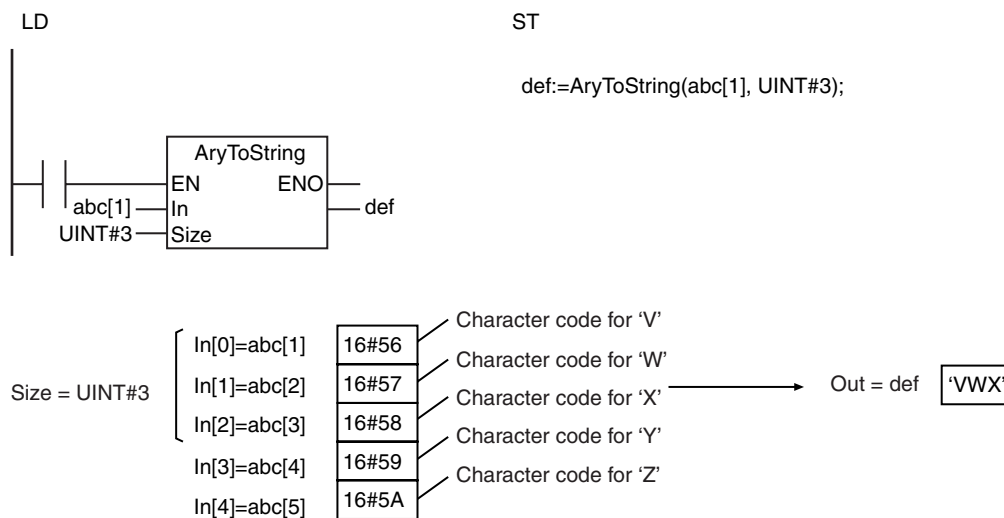 LD
ST
def:=AryToString(abc[1], UINT#3);
AryToString
EN ENO
abc[1] In def
UINT#3 Size
Character code for ‘V’
In[0]=abc[1] 16#56
Character code for ‘W’
Size = UINT#3 In[1]=abc[2] 16#57 Out = def ‘VWX’
Character code for ‘X’
In[2]=abc[3] 16#58
Character code for ‘Y’
In[3]=abc[4] 16#59
Character code for ‘Z’
In[4]=abc[5] 16#5A